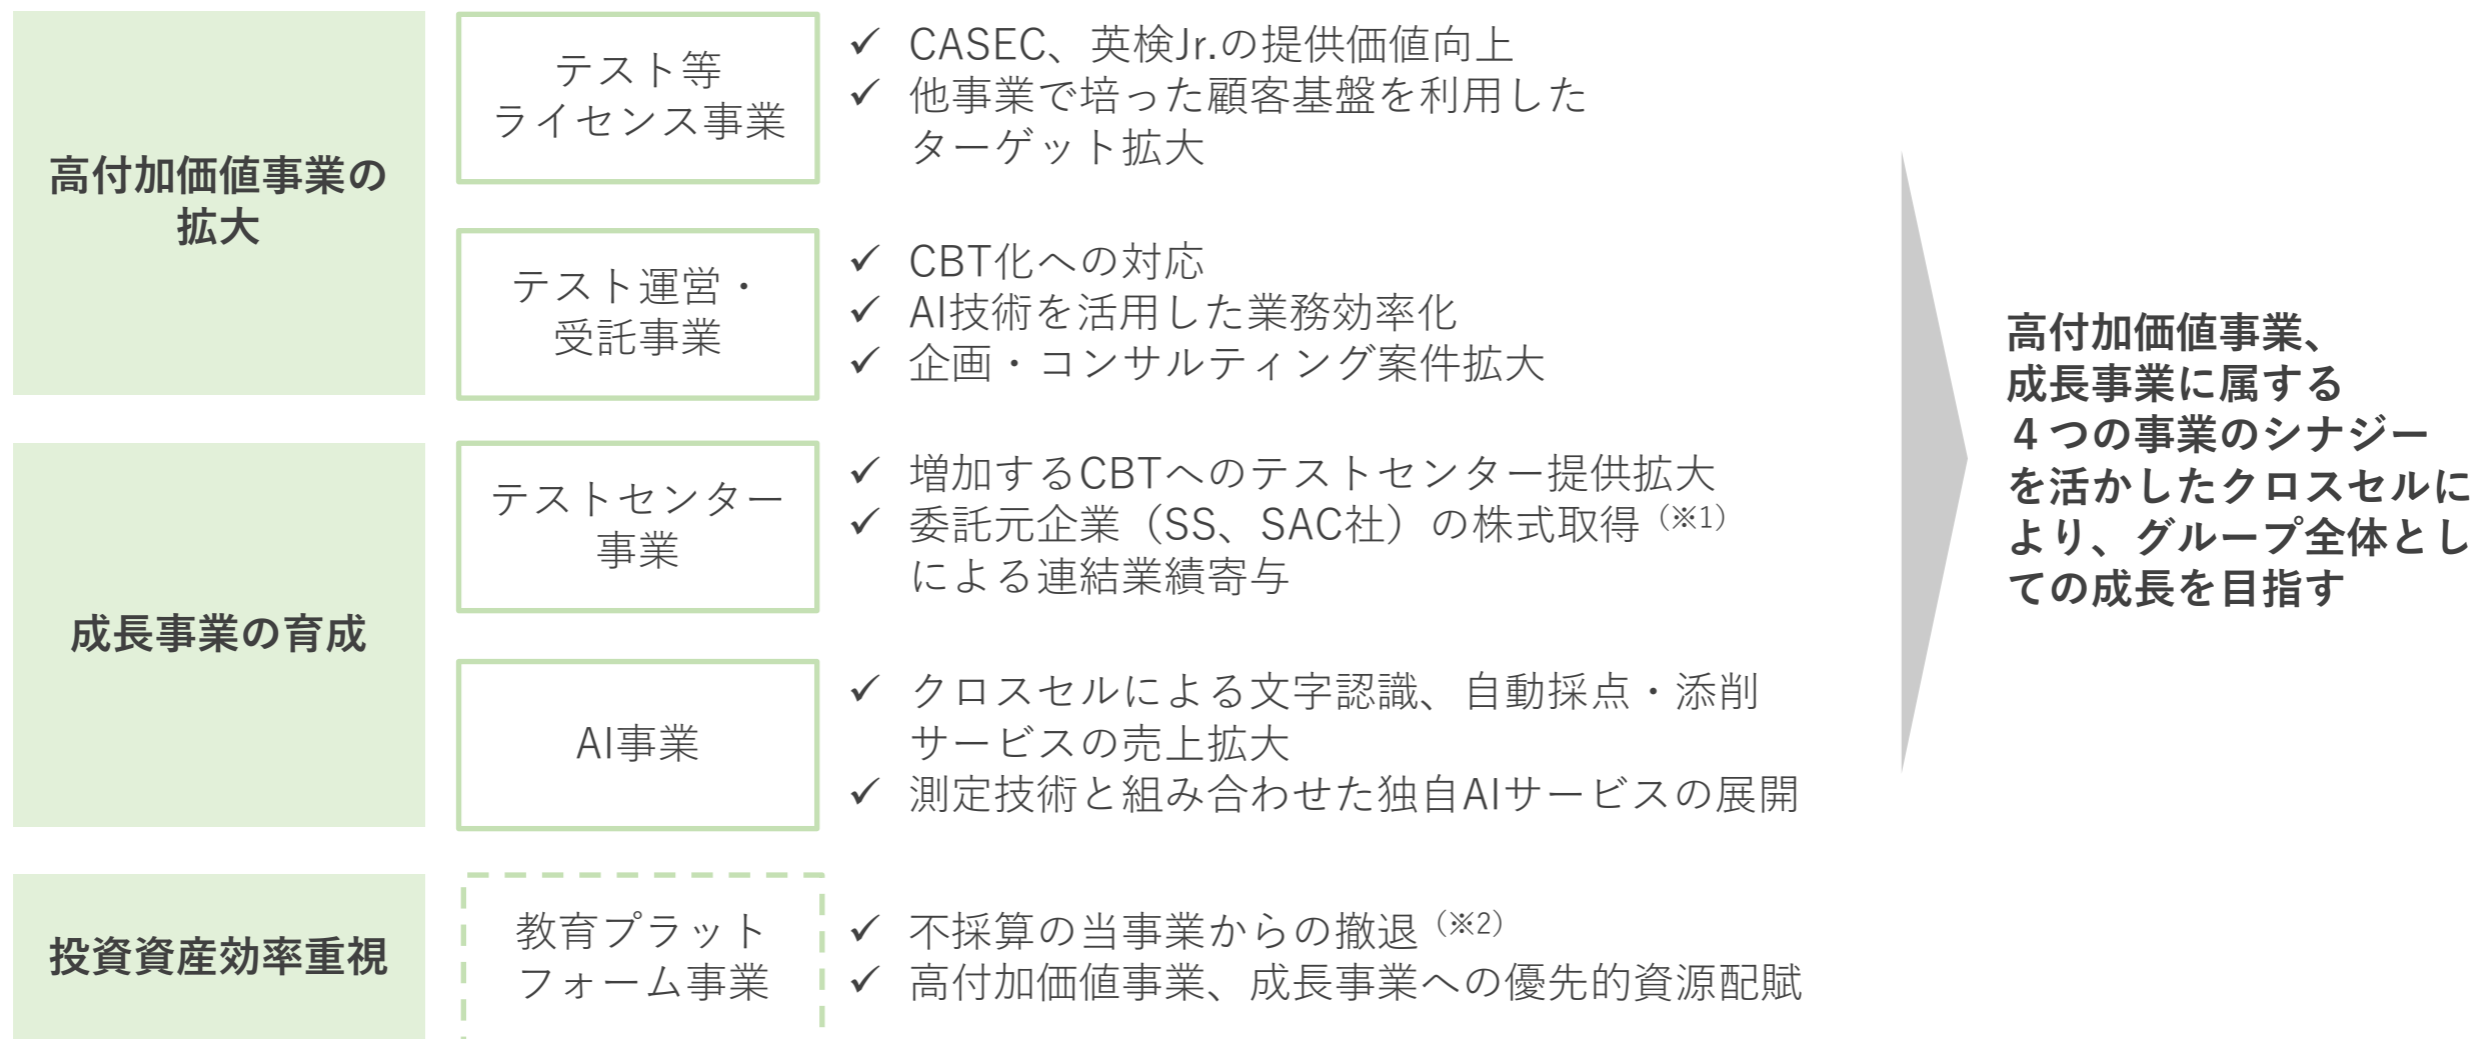 高付加価値事業の
拡大
テスト等
ライセンス事業
✓ CASEC、英検Jr.の提供価値向上
✓ 他事業で培った顧客基盤を利用した
ターゲット拡大
テスト運営・
受託事業
✓ CBT化への対応
✓ AI技術を活用した業務効率化
✓ 企画・コンサルティング案件拡大
成長事業の育成
テストセンター
事業
✓ 増加するCBTへのテストセンター提供拡大
✓ 委託元企業（SS、SAC社）の株式取得（※1）
による連結業績寄与
AI事業
✓ クロスセルによる文字認識、自動採点・添削
サービスの売上拡大
✓ 測定技術と組み合わせた独自AIサービスの展開
投資資産効率重視
教育プラット
フォーム事業
✓ 不採算の当事業からの撤退（※2）
✓ 高付加価値事業、成長事業への優先的資源配賦
高付加価値事業、
成長事業に属する
４つの事業のシナジー
を活かしたクロスセルに
より、グループ全体とし
ての成長を目指す